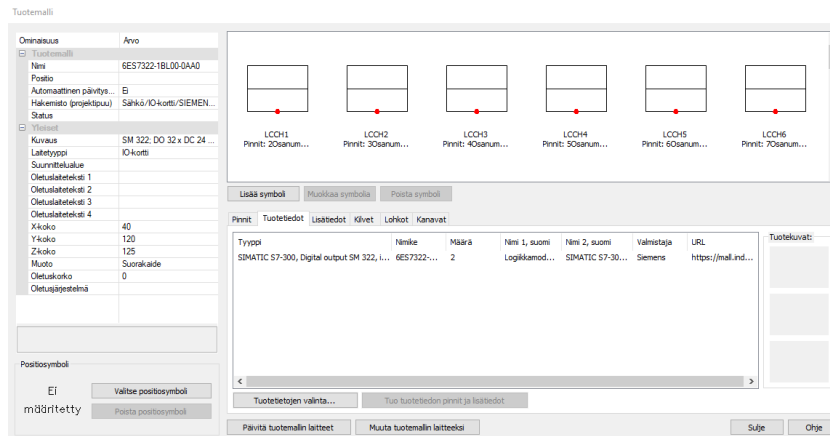 Tuotemalli
Ominaisuus Arvo
Tuotemalli
Nimi 6ES7322-1BL00-0AA0
Positio
Automaattinen päivitys... Ei
Hakemisto (projektipuu) Sähkö/IO-kortti/SIEMEN...
Status
Yleiset
Kuvaus SM 322; DO 32 x DC 24 ...
Laitetyyppi IO-kortti
Suunnittelualue
Oletuslaiteteksti 1
Oletuslaiteteksti 2
Oletuslaiteteksti 3
Oletuslaiteteksti 4
X-koko 40
Y-koko 120
Z-koko 125
Muoto Suorakaide
Oletuskorko 0
Oletusjärjestelmä
Positiosymboli
Ei
määritetty
Valitse positiosymboli
Poista positiosymboli
LCCH1 LCCH2 LCCH3 LCCH4 LCCH5 LCCH6
Pinnit: 2Osanum... Pinnit: 3Osanum... Pinnit: 4Osanum... Pinnit: 5Osanum... Pinnit: 6Osanum... Pinnit: 7Osanum...
Lisää symboli Muokkaa symbolia Poista symboli
Pinnit Tuotetiedot Lisätiedot Kilvet Lohkot Kanavat
Tyyppi Nimike Määrä Nimi 1, suomi Nimi 2, suomi Valmistaja URL
SIMATIC S7-300, Digital output SM 322, i... 6ES7322-... 2 Logiikkamod... SIMATIC S7-30... Siemens https://mall.ind...
Tuotekuvat:
Tuotetietojen valinta... Tuo tuotetiedon pinnit ja lisätiedot
Päivitä tuotemallin laitteet Muuta tuotemallin laitteeksi Sulje Ohje